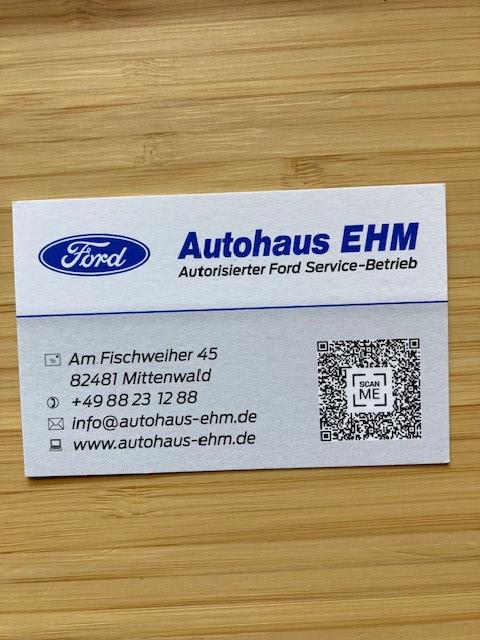 Ford
Autohaus EHM
Autorisierter Ford Service-Betrieb
Am Fischweiher 45
82481 Mittenwald
+49 88 23 12 88
info@autohaus-ehm.de
www.autohaus-ehm.de
SCAN
ME